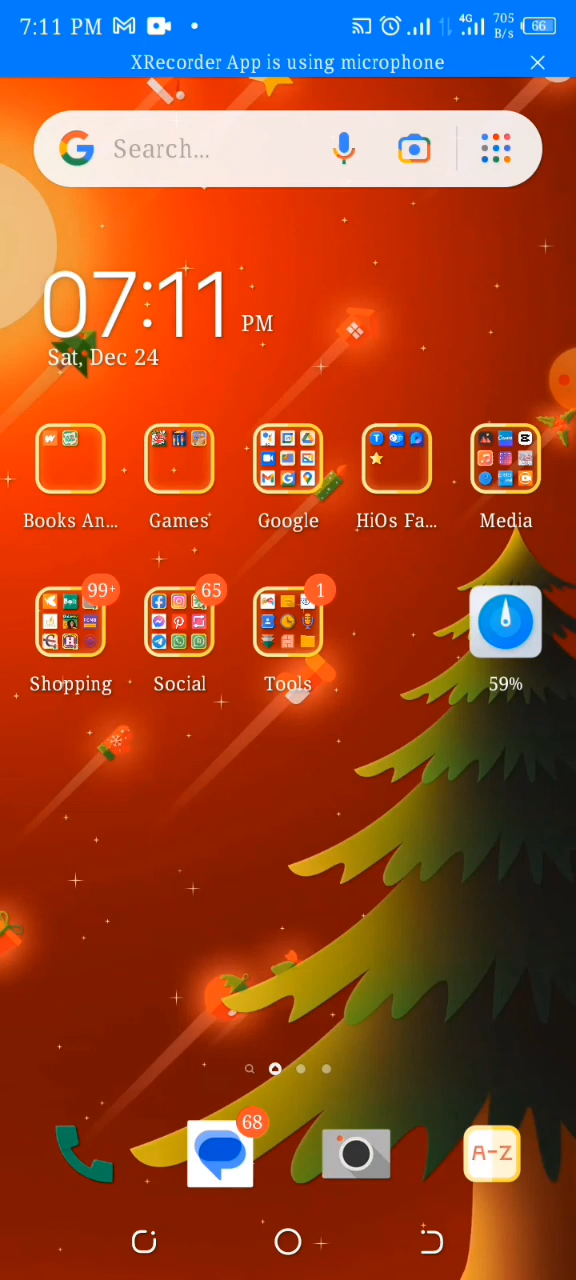 7:11 PM
4G 705 B/s 66
XRecorder App is using microphone
Search...
07:11 PM
Sat, Dec 24
Books An... Games Google HiOs Fa... Media
99+ 65 1
Shopping Social Tools 59%
68
A-Z